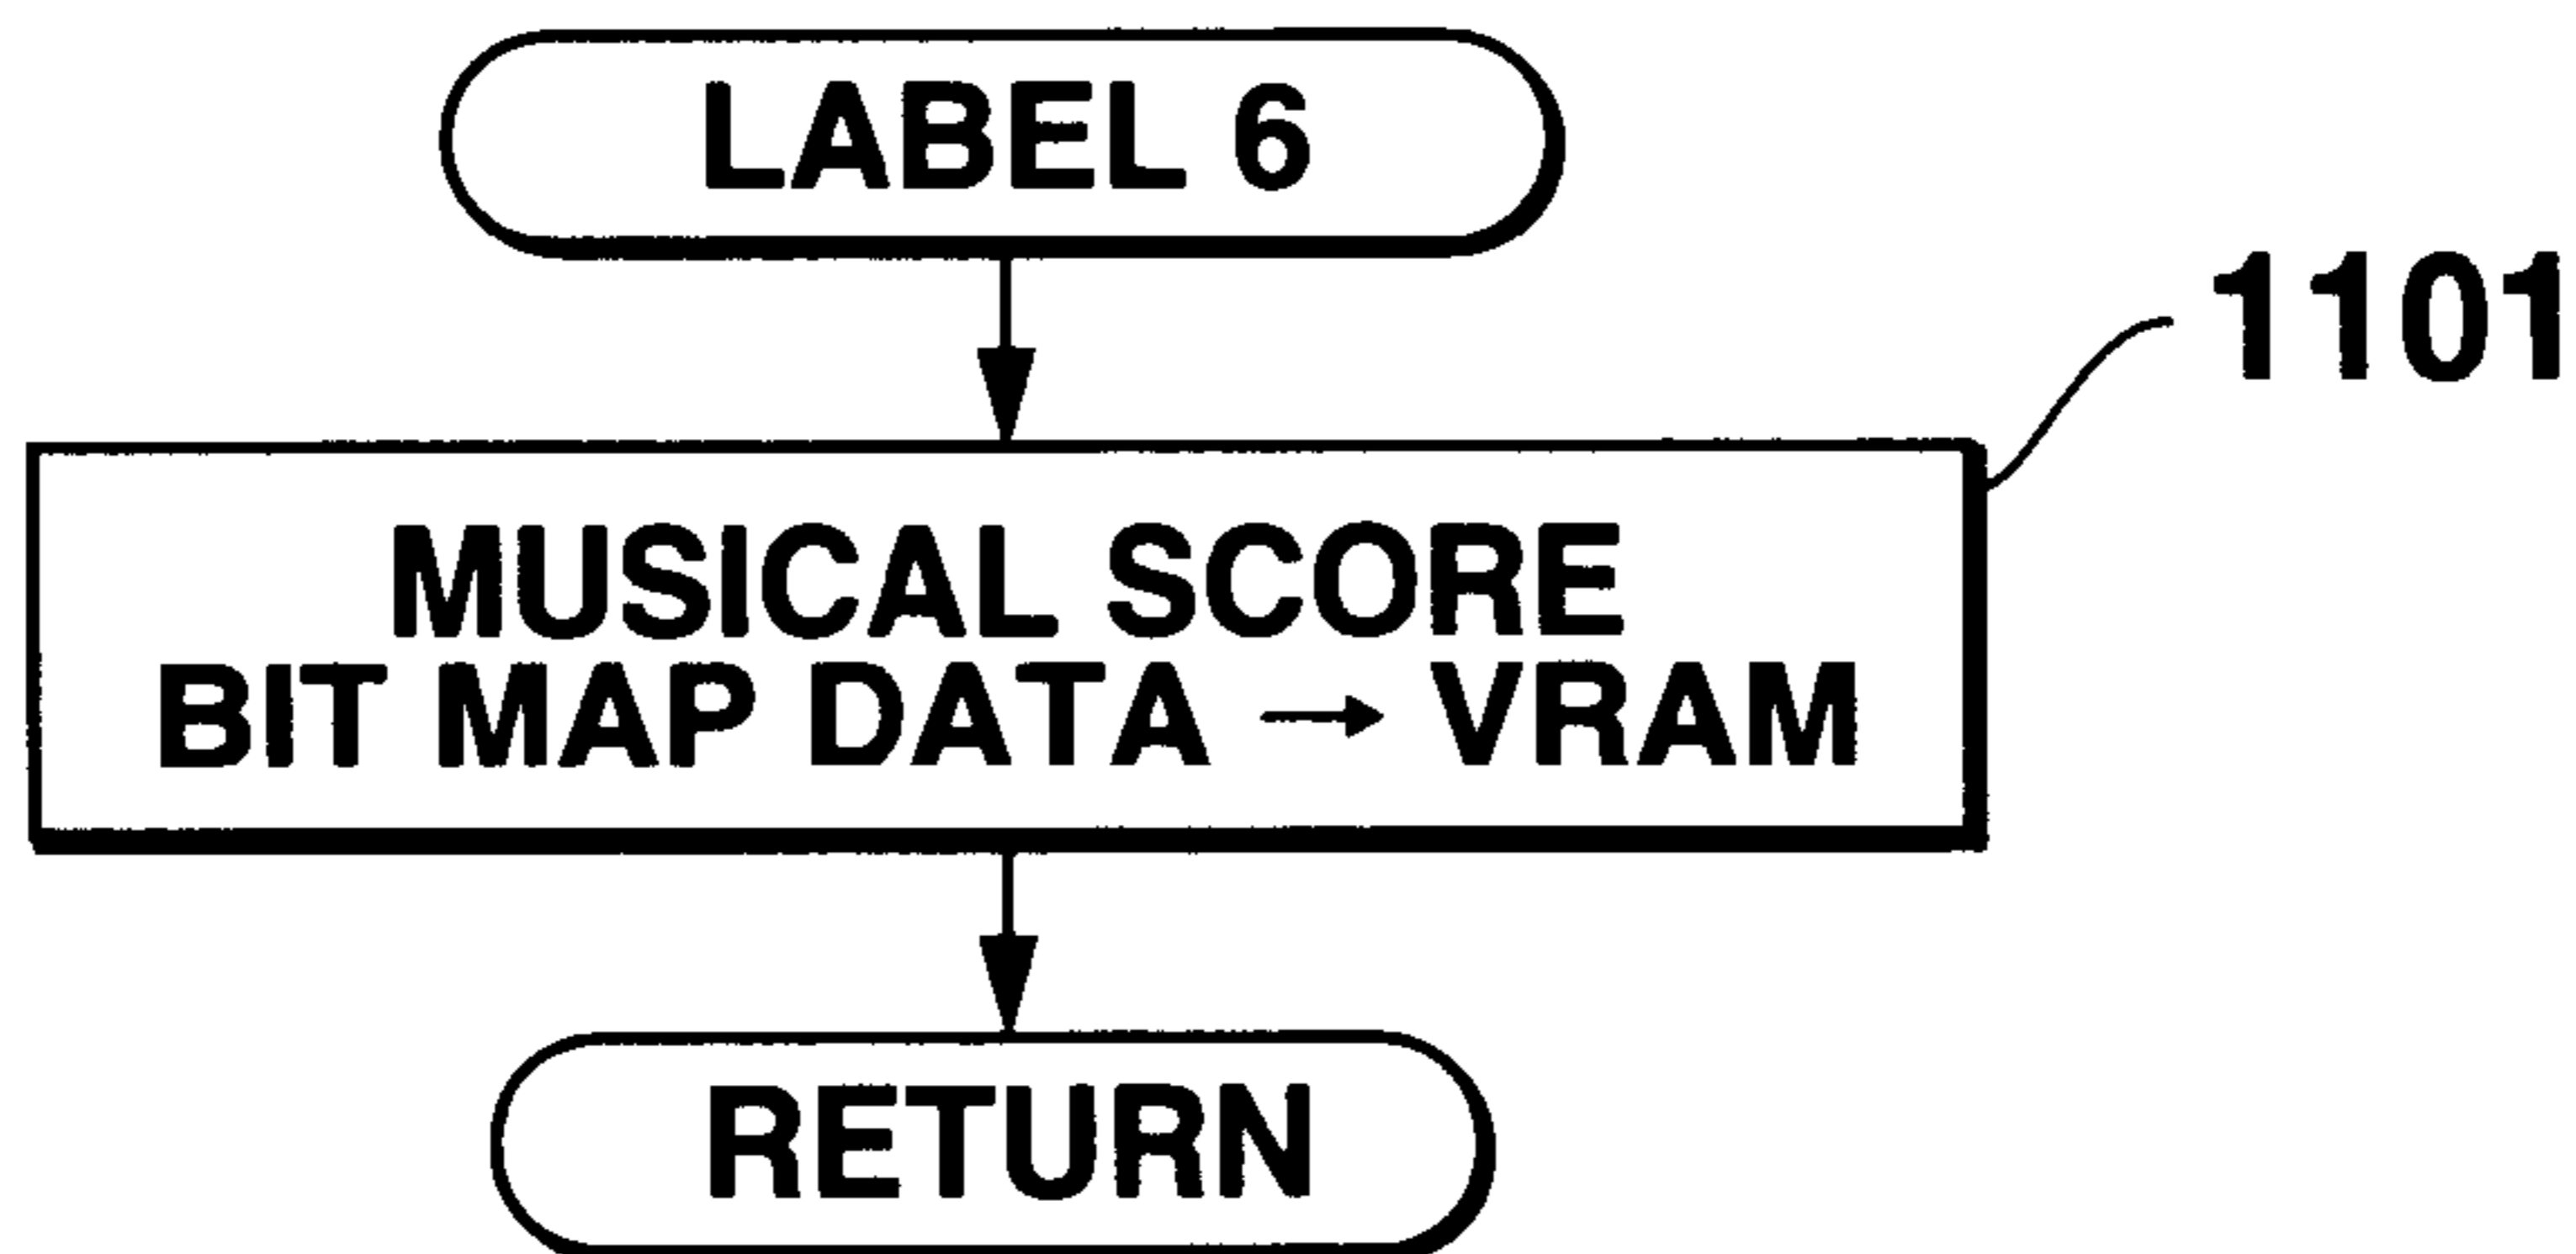 LABEL 6
1101
MUSICAL SCORE
BIT MAP DATA → VRAM
RETURN